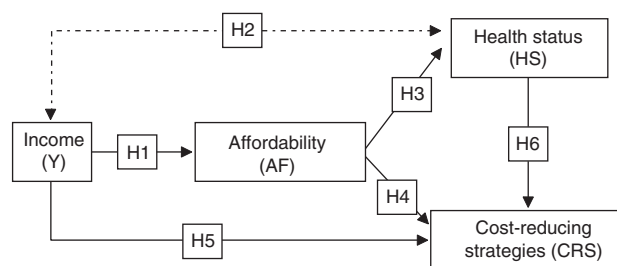 H2
Health status
(HS)
H3
Income
(Y)
H1
Affordability
(AF)
H6
H4
H5
Cost-reducing
strategies (CRS)